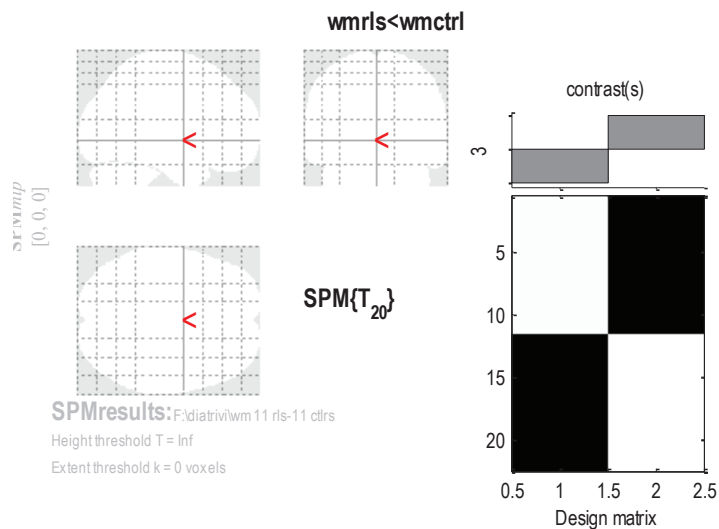 wmrls<wmctrl
SPMmip
[0, 0, 0]
<
<
<
SPM{T20}
SPMresults: F:\diatrivi\wm 11 rls-11 ctlrs
Height threshold T = Inf
Extent threshold k = 0 voxels
contrast(s)
3
5
10
15
20
0.5 1 1.5 2 2.5
Design matrix